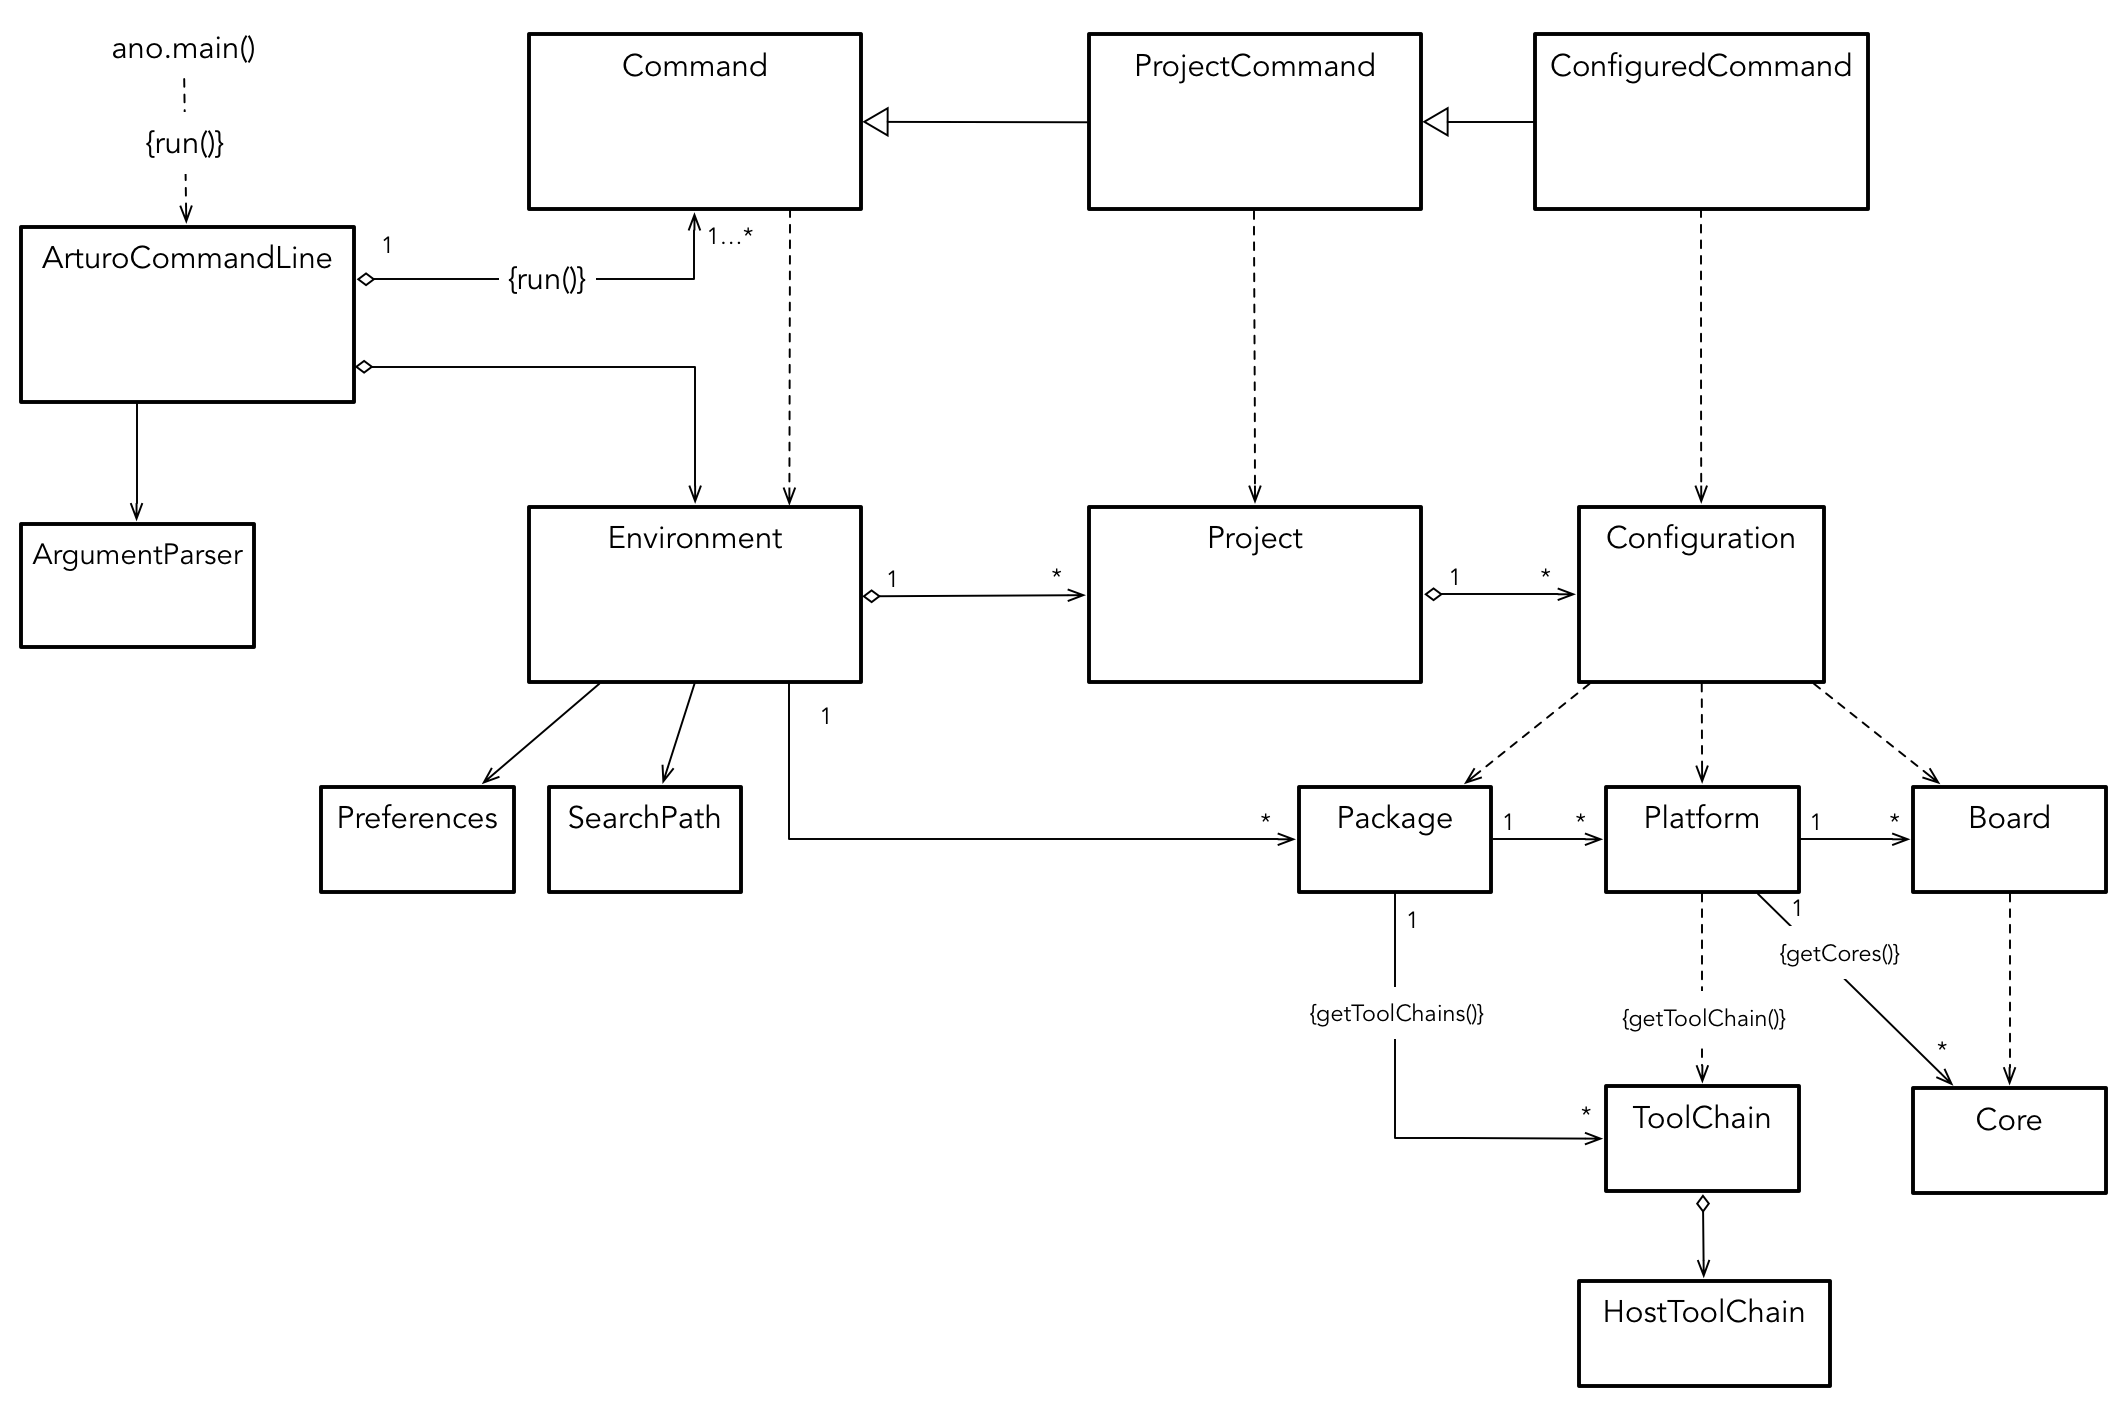 ano.main()
{run()}
Command
ProjectCommand
ConfiguredCommand
ArturoCommandLine
1
{run()}
1...*
ArgumentParser
Environment
1
*
Project
1
*
Configuration
1
Preferences
SearchPath
*
Package
1
*
Platform
1
*
Board
1
{getToolChains()}
{getToolChain()}
1
{getCores()}
*
*
ToolChain
Core
HostToolChain